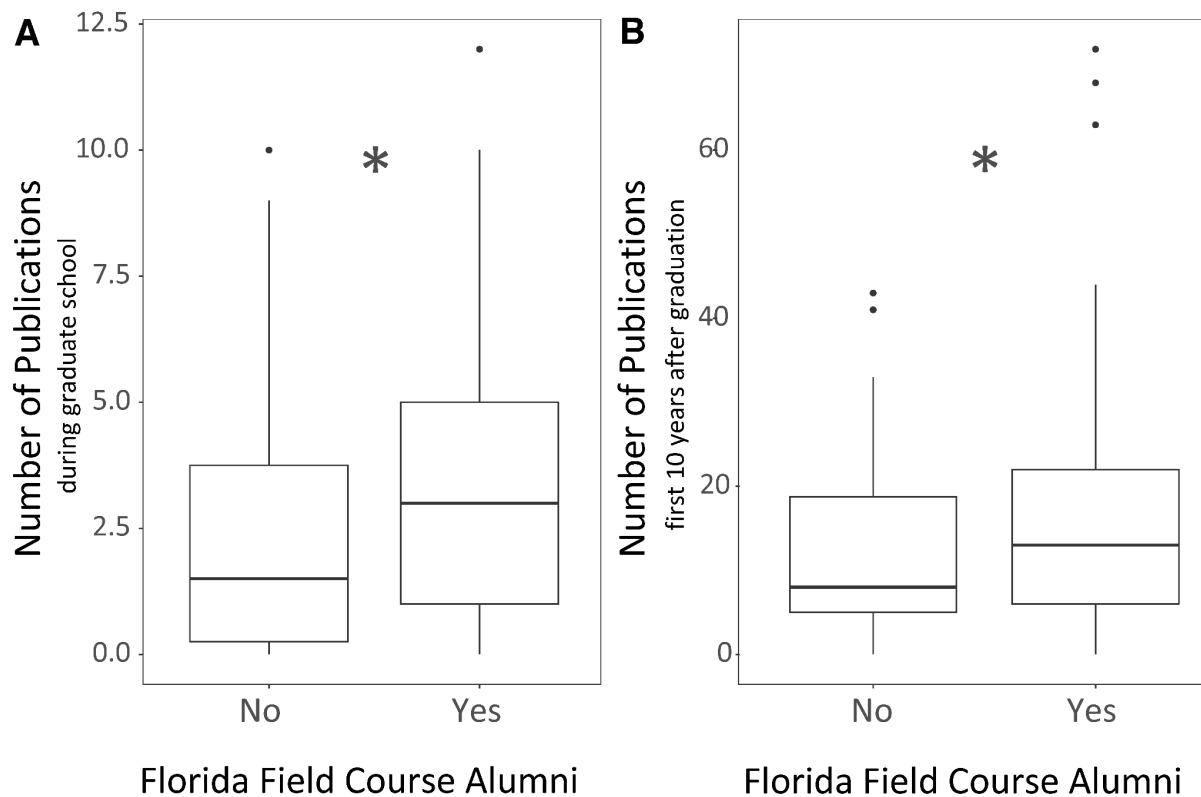 A
Number of Publications
during graduate school
12.5
10.0
7.5
5.0
2.5
0.0
*
No
Yes
Florida Field Course Alumni
B
Number of Publications
first 10 years after graduation
60
40
20
0
*
No
Yes
Florida Field Course Alumni